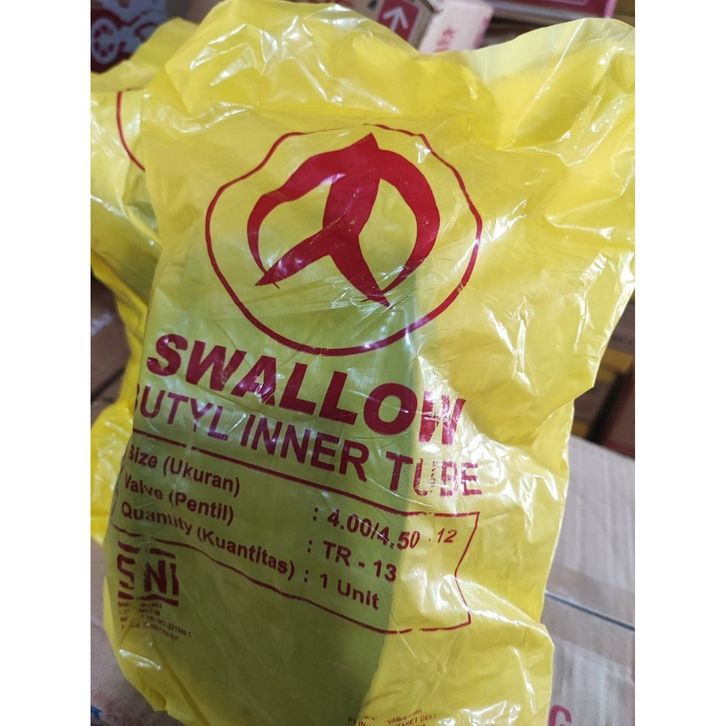 SWALLOW
BUTYL INNER TUBE
Size (Ukuran) : 4.00/4.50 - 12
Valve (Pentil) : TR - 13
Quantity (Kuantitas) : 1 Unit
SNI